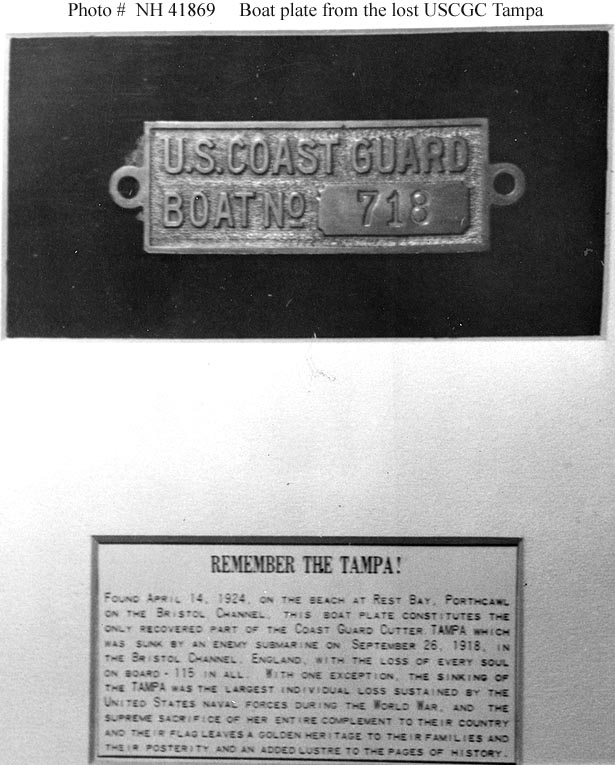 Photo # NH 41869 Boat plate from the lost USCGC Tampa
U.S. COAST GUARD
BOAT No 718
REMEMBER THE TAMPA!
FOUND APRIL 14, 1924, ON THE BEACH AT REST BAY, PORTHCAWL
ON THE BRISTOL CHANNEL, THIS BOAT PLATE CONSTITUTES THE
ONLY RECOVERED PART OF THE COAST GUARD CUTTER TAMPA WHICH
WAS SUNK BY AN ENEMY SUBMARINE ON SEPTEMBER 26, 1918, IN
THE BRISTOL CHANNEL, ENGLAND, WITH THE LOSS OF EVERY SOUL
ON BOARD - 115 IN ALL. WITH ONE EXCEPTION, THE SINKING OF
THE TAMPA WAS THE LARGEST INDIVIDUAL LOSS SUSTAINED BY THE
UNITED STATES NAVAL FORCES DURING THE WORLD WAR, AND THE
SUPREME SACRIFICE OF HER ENTIRE COMPLEMENT TO THEIR COUNTRY
AND THEIR FLAG LEAVES A GOLDEN HERITAGE TO THEIR FAMILIES AND
THEIR POSTERITY AND AN ADDED LUSTRE TO THE PAGES OF HISTORY.